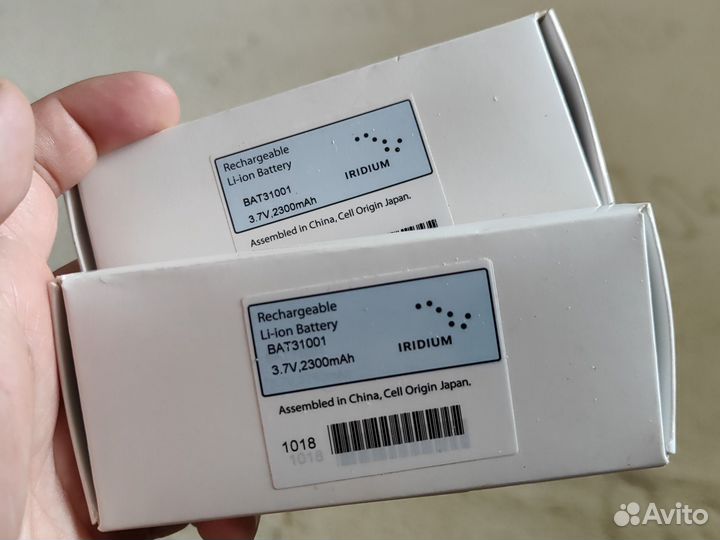 Rechargeable
Li-ion Battery
BAT31001
3.7V,2300mAh
IRIDIUM
Assembled in China, Cell Origin Japan.
Rechargeable
Li-ion Battery
BAT31001
3.7V,2300mAh
IRIDIUM
Assembled in China, Cell Origin Japan.
1018
1018
Avito